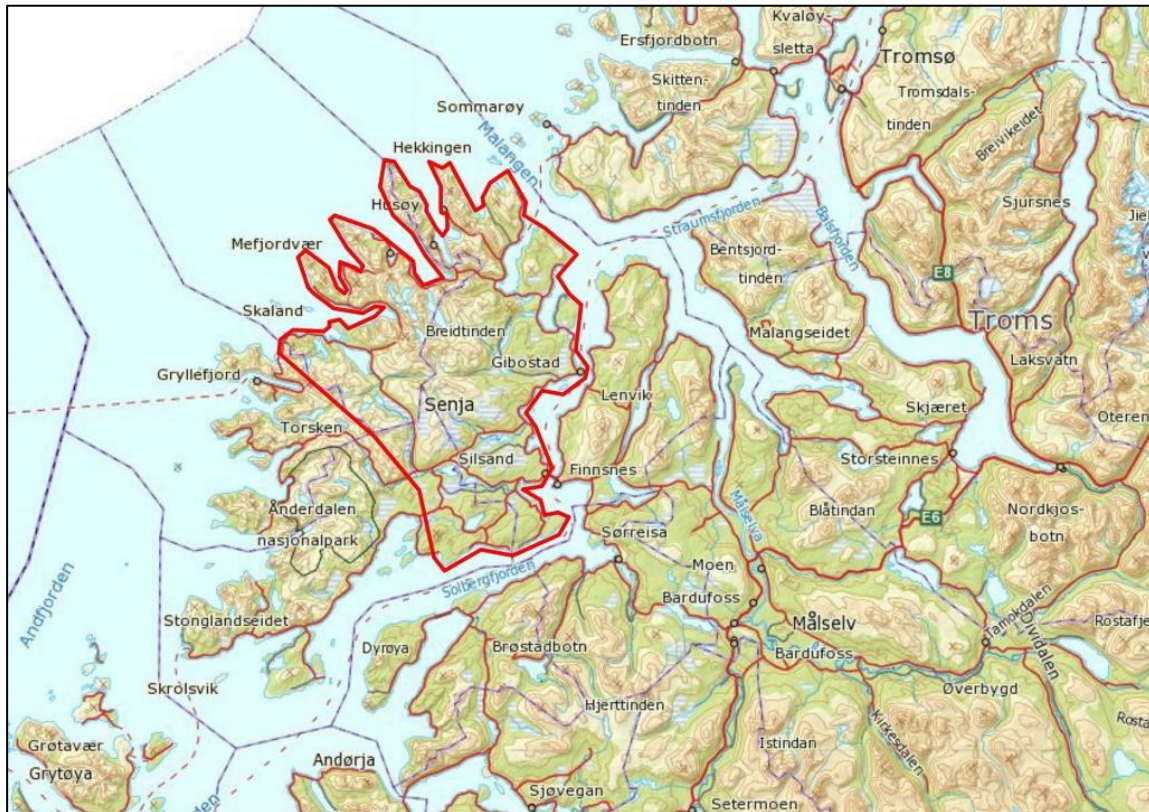 Kvaløy-
sletta
Ersfjordbotn
Tromsø
Skitten-
tinden
Tromsdals-
tinden
Sommarøy
Breivikeidet
Hekkingen
Malangen
Husøy
Straumsfjorden
Balsfjorden
Sjursnes
Mefjordvær
Bentsjord-
tinden
E8
Skaland
Breidtinden
Malangseidet
Troms
Laksvatn
Gryllefjord
Gibostad
Lenvik
Senja
Skjæret
Oteren
Torsken
Silsand
Finnsnes
Storsteinnes
Ånderdalen
nasjonalpark
Målselva
Blåtindan
E6
Nordkjos-
botn
Sørreisa
Moen
Solbergfjorden
Andfjorden
Stonglandseidet
Bardufoss
Målselv
Tamokdalen
Dividalen
Dyrøya
Brøstadbotn
Bardufoss
Skrolsvik
Øverbygd
Hjerttinden
Kirkesdalen
Istindan
Grøtavær
Grytøya
Andørja
Sjøvegan
Setermoen